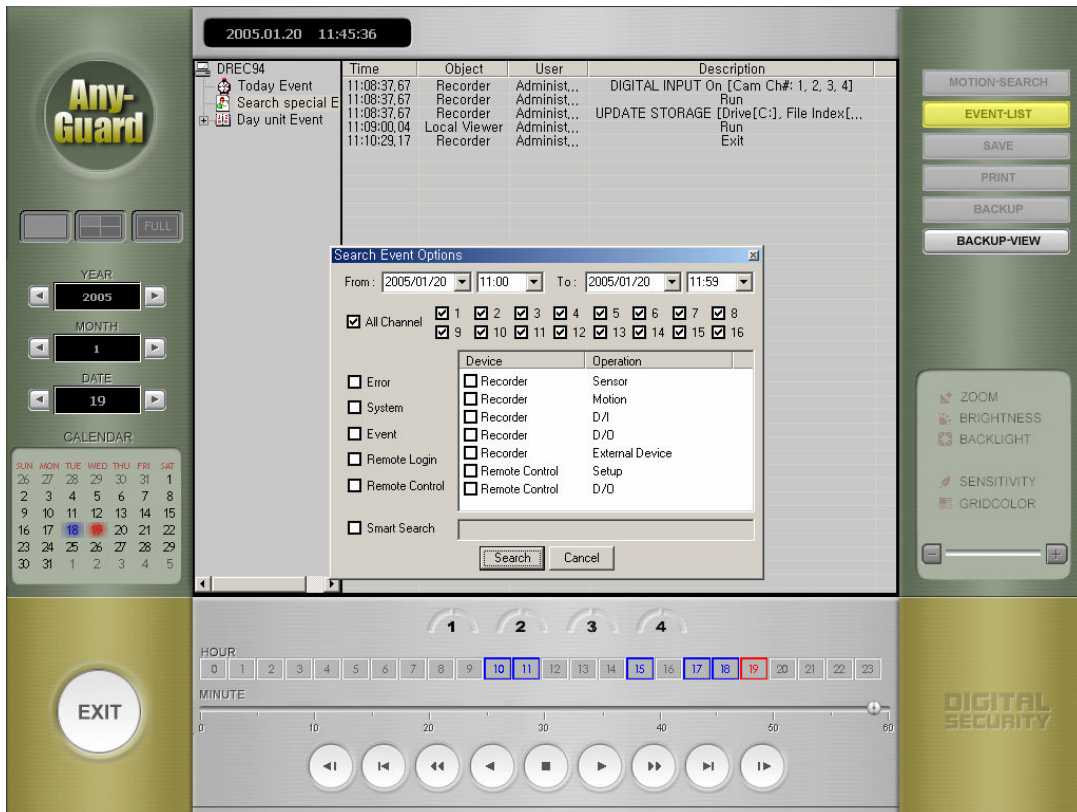 2005.01.20 11:45:36
Any-
Guard
FULL
YEAR
2005
MONTH
1
DATE
19
CALENDAR
SUN MON TUE WED THU FRI SAT
26 27 28 29 30 31 1
2 3 4 5 6 7 8
9 10 11 12 13 14 15
16 17 18 19 20 21 22
23 24 25 26 27 28 29
30 31 1 2 3 4 5
EXIT
DREC94
Today Event
Search special E
Day unit Event
Time Object User Description
11:08:37,67 Recorder Administ... DIGITAL INPUT On [Cam Ch#: 1, 2, 3, 4]
11:08:37,67 Recorder Administ... Run
11:08:37,67 Recorder Administ... UPDATE STORAGE [Drive[C:], File Index[...
11:09:00,04 Local Viewer Administ... Run
11:10:29,17 Recorder Administ... Exit
Search Event Options
From : 2005/01/20 11:00 To : 2005/01/20 11:59
All Channel
1 2 3 4 5 6 7 8
9 10 11 12 13 14 15 16
Error
System
Event
Remote Login
Remote Control
Device Operation
Recorder Sensor
Recorder Motion
Recorder D/I
Recorder D/O
Recorder External Device
Remote Control Setup
Remote Control D/O
Smart Search
Search Cancel
MOTION-SEARCH
EVENT-LIST
SAVE
PRINT
BACKUP
BACKUP-VIEW
ZOOM
BRIGHTNESS
BACKLIGHT
SENSITIVITY
GRIDCOLOR
1 2 3 4
HOUR
0 1 2 3 4 5 6 7 8 9 10 11 12 13 14 15 16 17 18 19 20 21 22 23
MINUTE
0 10 20 30 40 50 60
DIGITAL
SECURITY